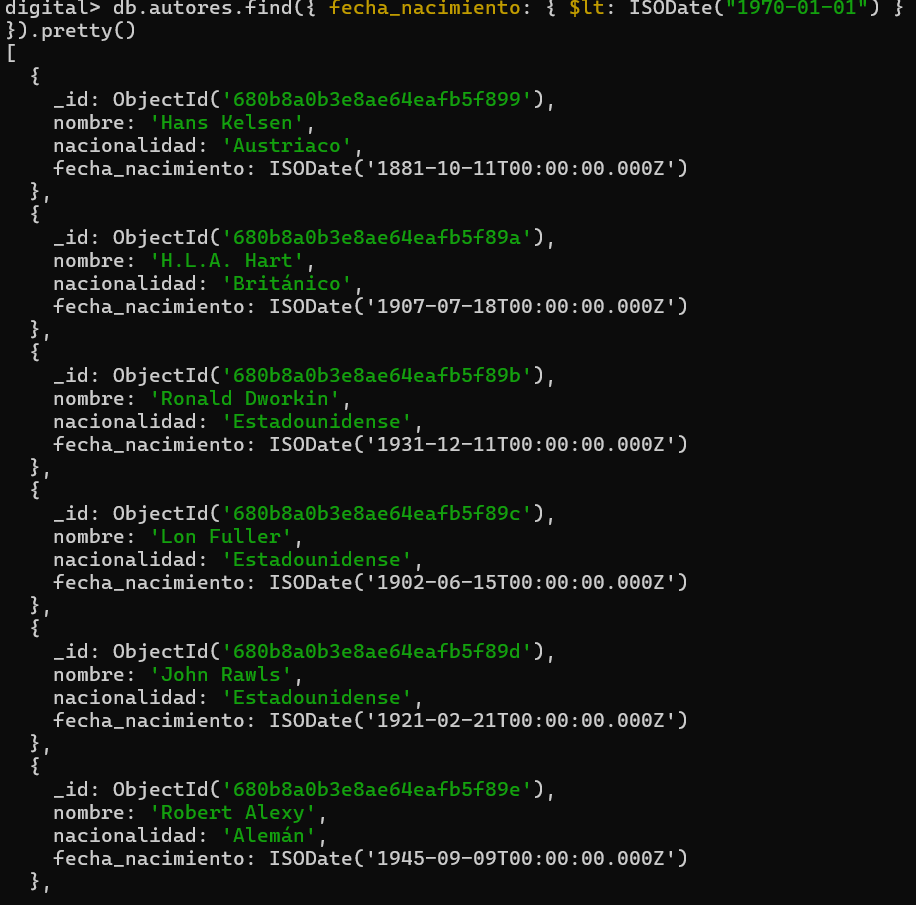 digital> db.autores.find({ fecha_nacimiento: { $lt: ISODate("1970-01-01") }
}).pretty()
[
  {
    _id: ObjectId('680b8a0b3e8ae64eafb5f899'),
    nombre: 'Hans Kelsen',
    nacionalidad: 'Austriaco',
    fecha_nacimiento: ISODate('1881-10-11T00:00:00.000Z')
  },
  {
    _id: ObjectId('680b8a0b3e8ae64eafb5f89a'),
    nombre: 'H.L.A. Hart',
    nacionalidad: 'Británico',
    fecha_nacimiento: ISODate('1907-07-18T00:00:00.000Z')
  },
  {
    _id: ObjectId('680b8a0b3e8ae64eafb5f89b'),
    nombre: 'Ronald Dworkin',
    nacionalidad: 'Estadounidense',
    fecha_nacimiento: ISODate('1931-12-11T00:00:00.000Z')
  },
  {
    _id: ObjectId('680b8a0b3e8ae64eafb5f89c'),
    nombre: 'Lon Fuller',
    nacionalidad: 'Estadounidense',
    fecha_nacimiento: ISODate('1902-06-15T00:00:00.000Z')
  },
  {
    _id: ObjectId('680b8a0b3e8ae64eafb5f89d'),
    nombre: 'John Rawls',
    nacionalidad: 'Estadounidense',
    fecha_nacimiento: ISODate('1921-02-21T00:00:00.000Z')
  },
  {
    _id: ObjectId('680b8a0b3e8ae64eafb5f89e'),
    nombre: 'Robert Alexy',
    nacionalidad: 'Alemán',
    fecha_nacimiento: ISODate('1945-09-09T00:00:00.000Z')
  },